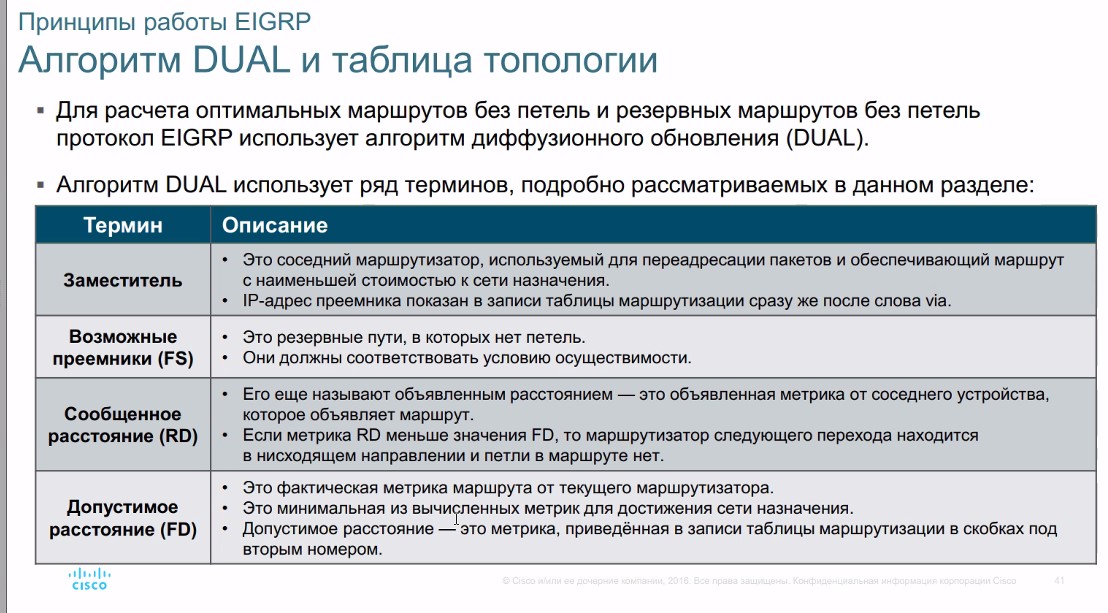 Принципы работы EIGRP
Алгоритм DUAL и таблица топологии
▪ Для расчета оптимальных маршрутов без петель и резервных маршрутов без петель
протокол EIGRP использует алгоритм диффузионного обновления (DUAL).
▪ Алгоритм DUAL использует ряд терминов, подробно рассматриваемых в данном разделе:
Термин
Описание
Заместитель
• Это соседний маршрутизатор, используемый для переадресации пакетов и обеспечивающий маршрут
с наименьшей стоимостью к сети назначения.
• IP-адрес преемника показан в записи таблицы маршрутизации сразу же после слова via.
Возможные
преемники (FS)
• Это резервные пути, в которых нет петель.
• Они должны соответствовать условию осуществимости.
Сообщенное
расстояние (RD)
• Его еще называют объявленным расстоянием — это объявленная метрика от соседнего устройства,
которое объявляет маршрут.
• Если метрика RD меньше значения FD, то маршрутизатор следующего перехода находится
в нисходящем направлении и петли в маршруте нет.
Допустимое
расстояние (FD)
• Это фактическая метрика маршрута от текущего маршрутизатора.
• Это минимальная из вычисленных метрик для достижения сети назначения.
• Допустимое расстояние — это метрика, приведённая в записи таблицы маршрутизации в скобках под
вторым номером.
CISCO
© Cisco и/или ее дочерние компании, 2016. Все права защищены. Конфиденциальная информация корпорации Cisco
41